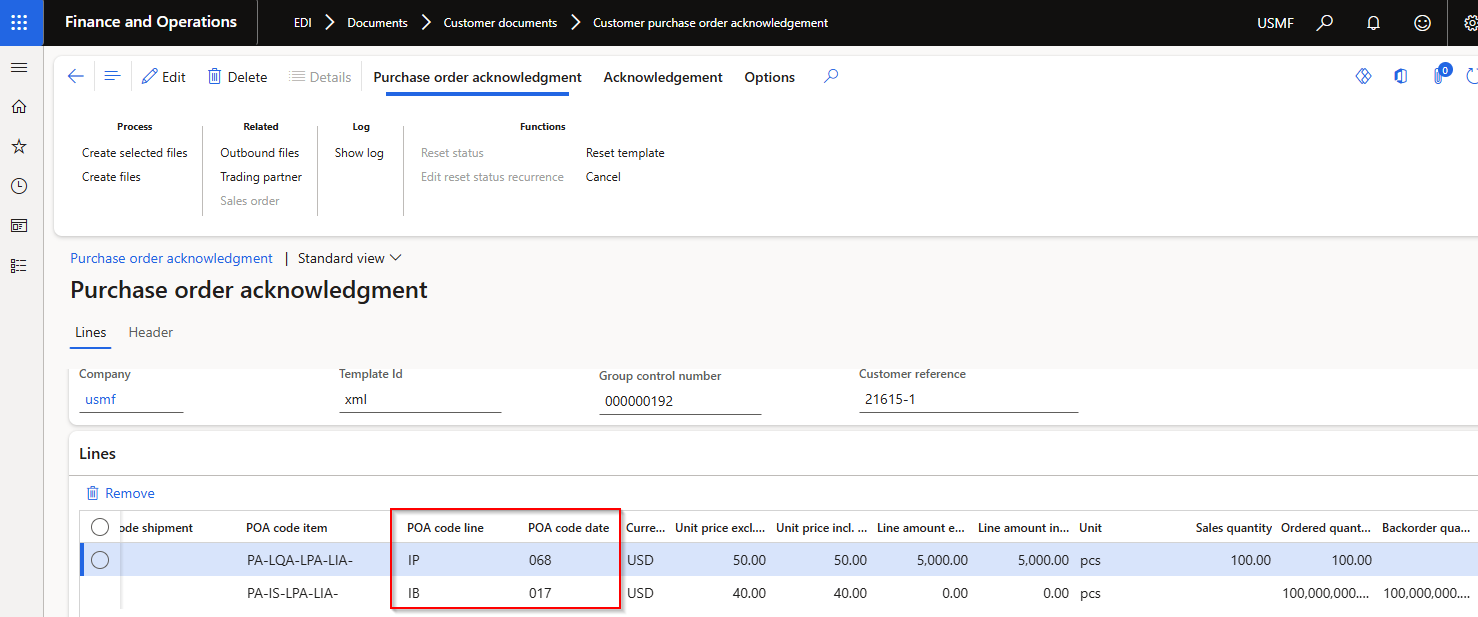 Finance and Operations EDI Documents Customer documents Customer purchase order acknowledgement USMF
Edit Delete Details Purchase order acknowledgment Acknowledgement Options 0
Process Related Log Functions
Create selected files Outbound files Show log Reset status Reset template
Create files Trading partner Edit reset status recurrence Cancel
Sales order
Purchase order acknowledgment | Standard view
Purchase order acknowledgment
Lines Header
Company Template Id Group control number Customer reference
usmf xml 000000192 21615-1
Lines
Remove
ode shipment POA code item POA code line POA code date Curre... Unit price excl.... Unit price incl. ... Line amount e... Line amount in... Unit Sales quantity Ordered quant... Backorder qua...
PA-LQA-LPA-LIA- IP 068 USD 50.00 50.00 5,000.00 5,000.00 pcs 100.00 100.00
PA-IS-LPA-LIA- IB 017 USD 40.00 40.00 0.00 0.00 pcs 100,000,000.... 100,000,000....